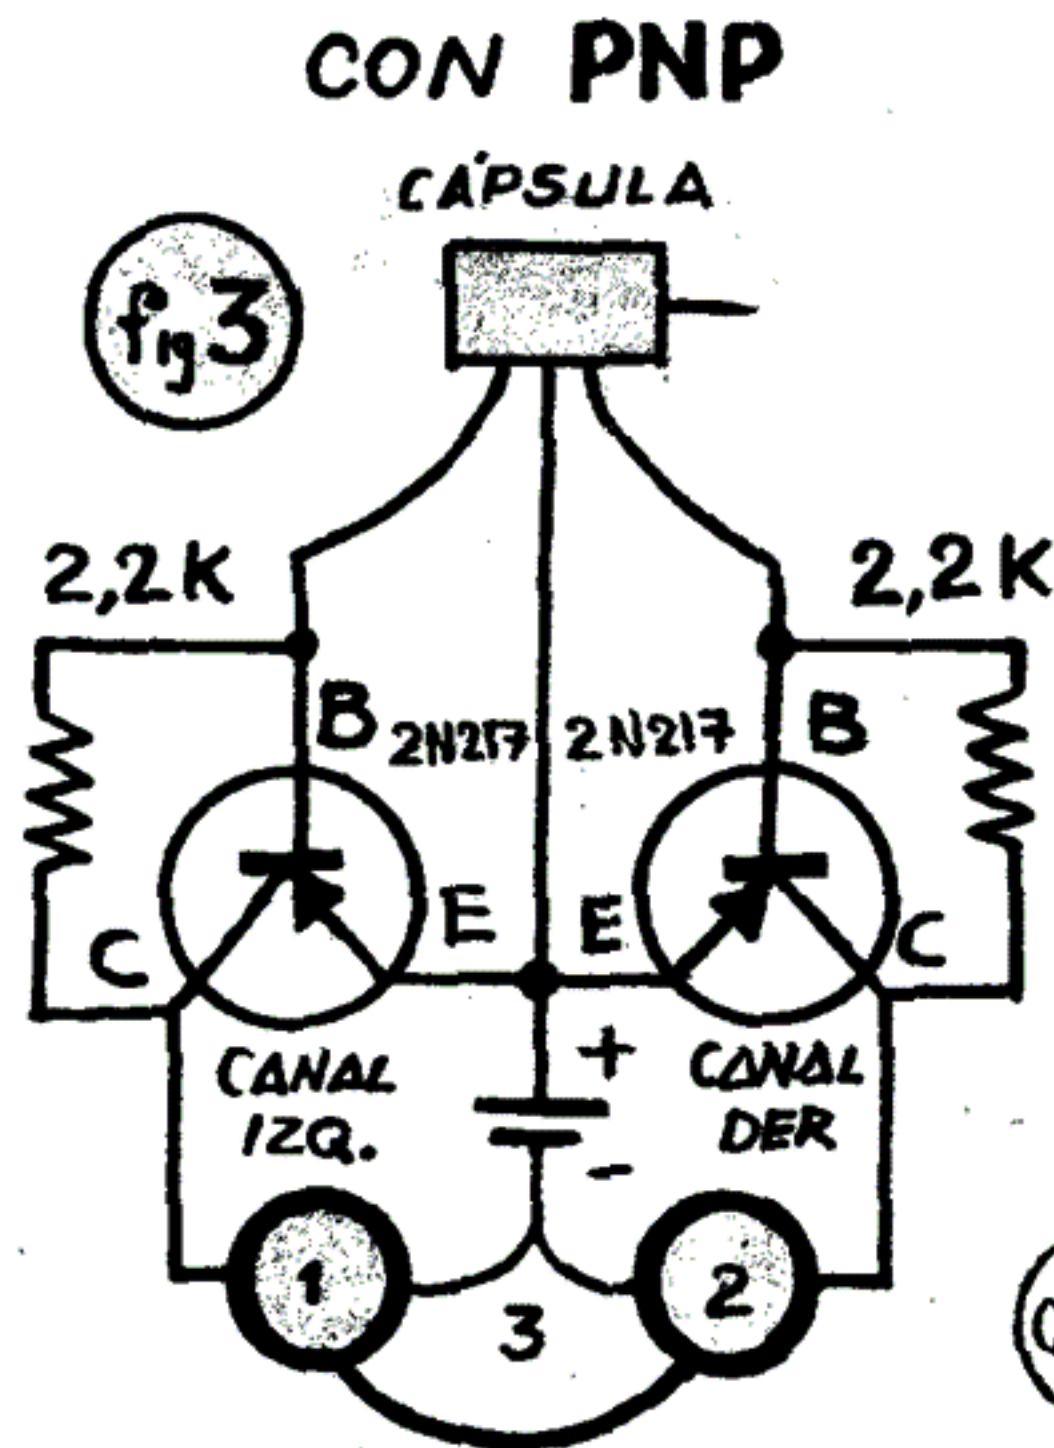 CON PNP
CÁPSULA
fig 3
2,2K
2,2K
B
2N217
2N217
B
C
E
E
C
+
CANAL
IZQ.
CANAL
DER
-
1
2
3